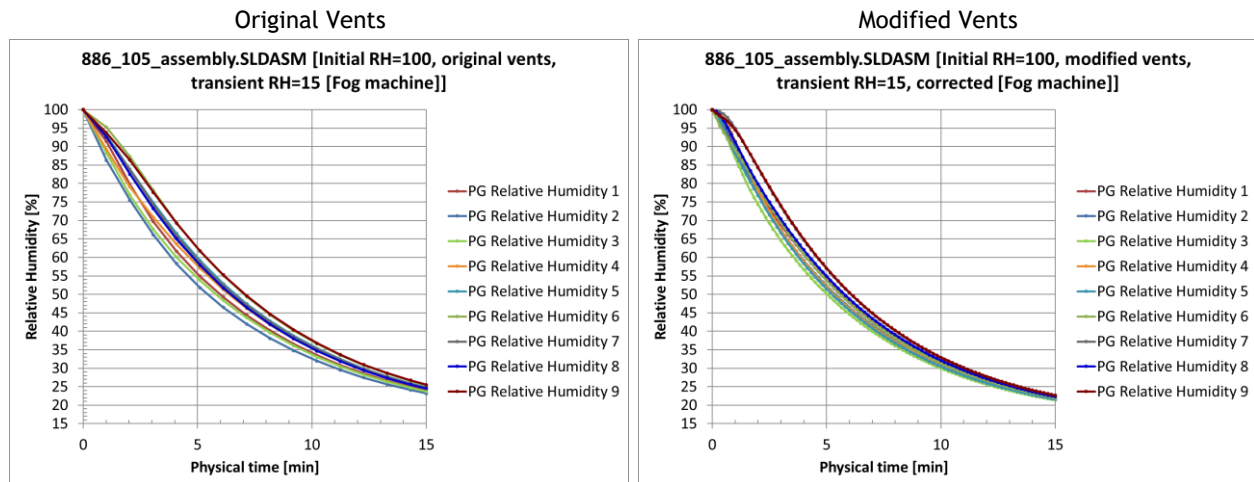 Original Vents
886_105_assembly.SLDASM [Initial RH=100, original vents,
transient RH=15 [Fog machine]]
Relative Humidity [%]
100
95
90
85
80
75
70
65
60
55
50
45
40
35
30
25
20
15
0
5
10
15
Physical time [min]
PG Relative Humidity 1
PG Relative Humidity 2
PG Relative Humidity 3
PG Relative Humidity 4
PG Relative Humidity 5
PG Relative Humidity 6
PG Relative Humidity 7
PG Relative Humidity 8
PG Relative Humidity 9
Modified Vents
886_105_assembly.SLDASM [Initial RH=100, modified vents,
transient RH=15, corrected [Fog machine]]
Relative Humidity [%]
100
95
90
85
80
75
70
65
60
55
50
45
40
35
30
25
20
15
0
5
10
15
Physical time [min]
PG Relative Humidity 1
PG Relative Humidity 2
PG Relative Humidity 3
PG Relative Humidity 4
PG Relative Humidity 5
PG Relative Humidity 6
PG Relative Humidity 7
PG Relative Humidity 8
PG Relative Humidity 9